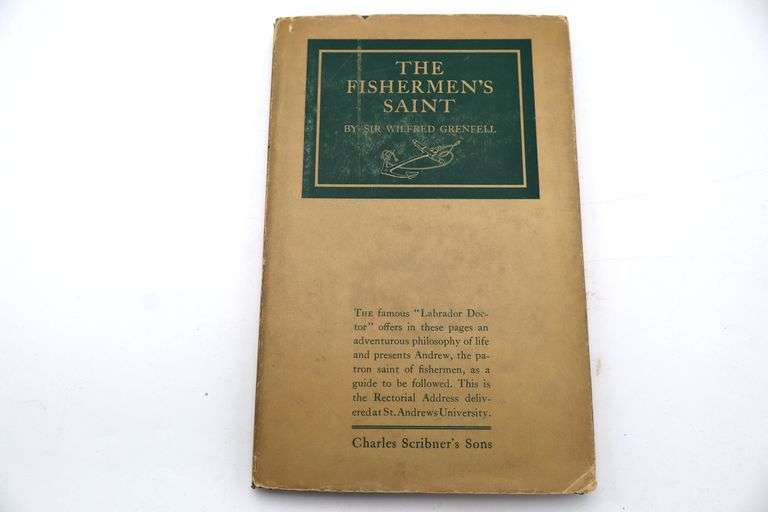 THE
FISHERMEN'S
SAINT
BY SIR WILFRED GRENFELL
THE famous "Labrador Doc-
tor" offers in these pages an
adventurous philosophy of life
and presents Andrew, the pa-
tron saint of fishermen, as a
guide to be followed. This is
the Rectorial Address deliv-
ered at St. Andrews University.
Charles Scribner's Sons